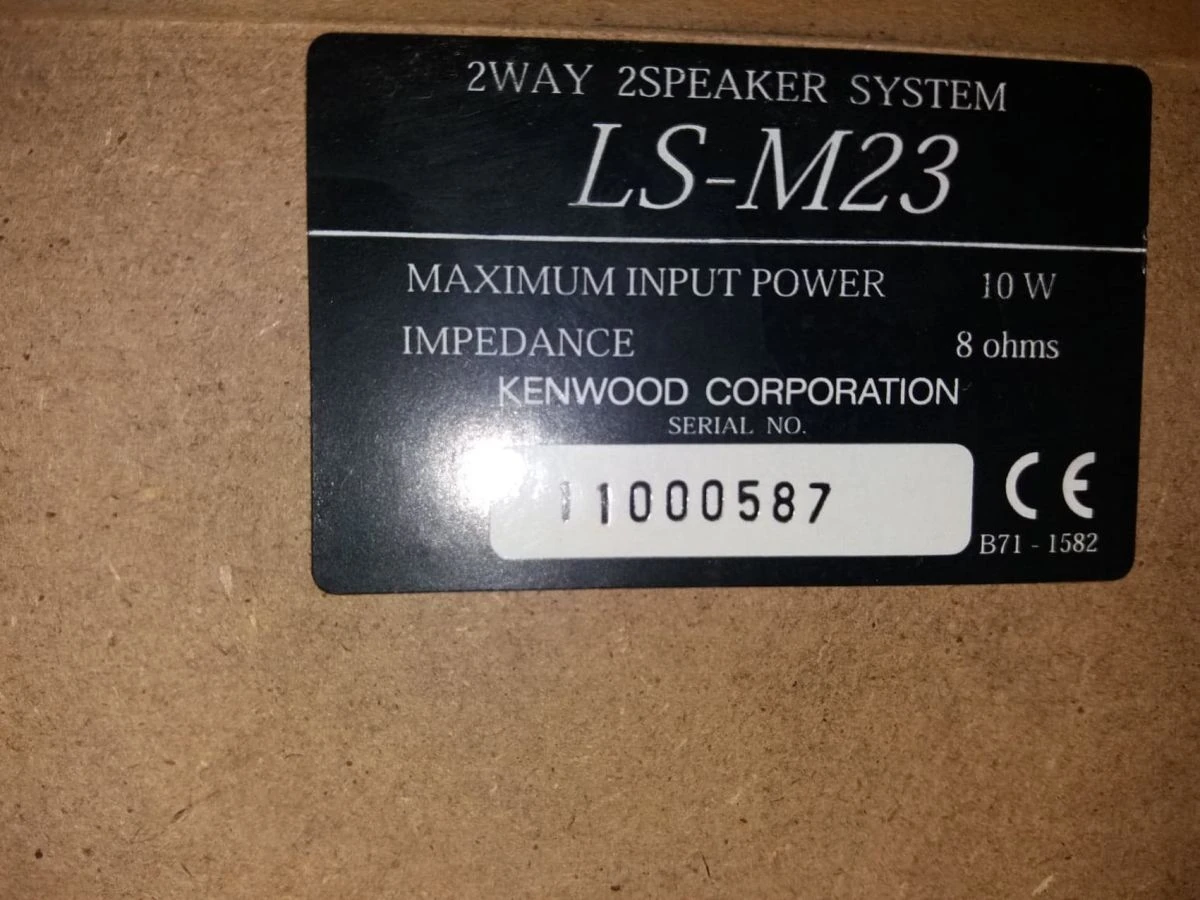 2WAY 2SPEAKER SYSTEM
LS-M23
MAXIMUM INPUT POWER 10 W
IMPEDANCE 8 ohms
KENWOOD CORPORATION
SERIAL NO.
11000587
CE
B71 - 1582